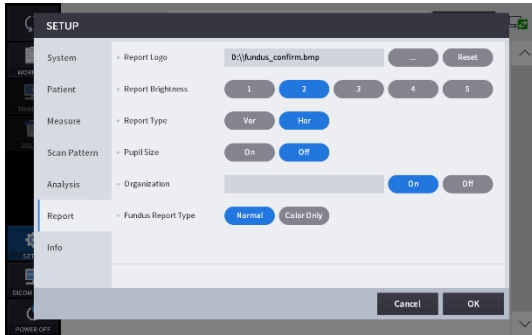 SETUP
System
Report Logo D:\\fundus_confirm.bmp ... Reset
Patient
Report Brightness 1 2 3 4 5
Measure
Report Type Ver Hor
Scan Pattern
Pupil Size On Off
Analysis
Organization On Off
Report
Fundus Report Type Normal Color Only
Info
Cancel OK
DICOM
POWER OFF